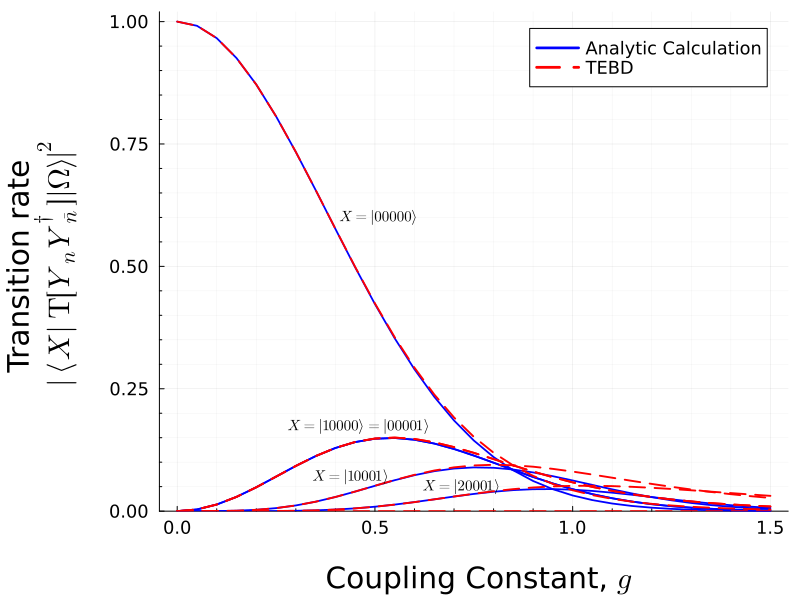 1.00
0.75
0.50
0.25
0.00
0.0
0.5
1.0
1.5
Transition rate
|⟨X| T[Y_n Y_n̄^†]|Ω⟩|²
Analytic Calculation
TEBD
X = |00000⟩
X = |10000⟩ = |00001⟩
X = |10001⟩
X = |20001⟩
Coupling Constant, g